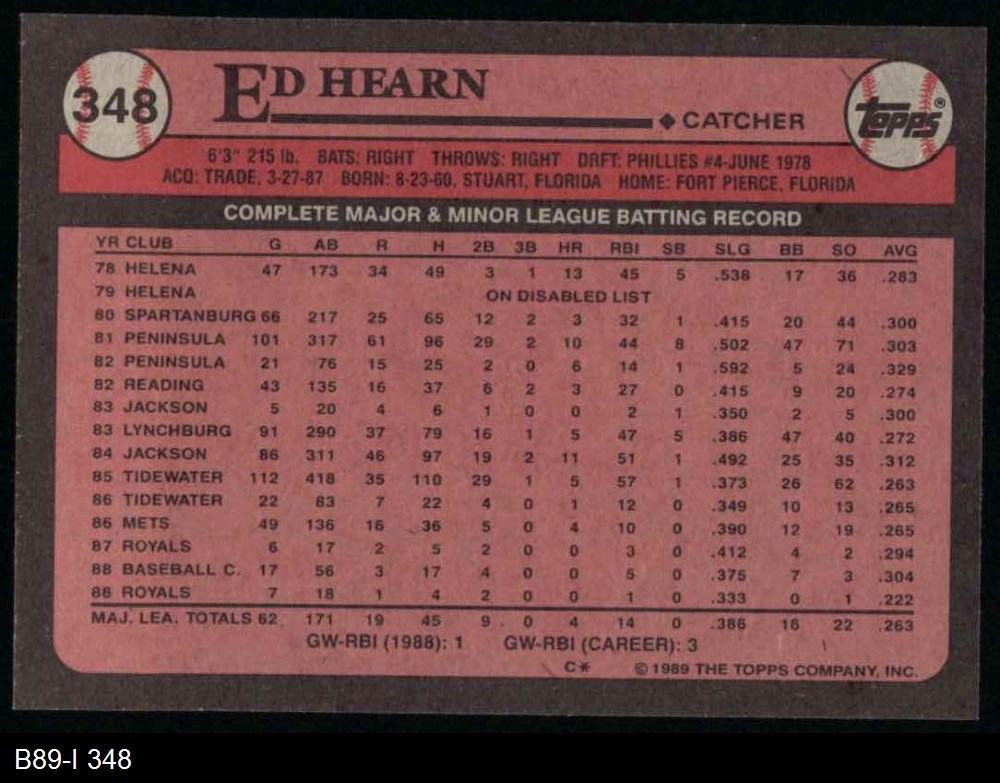 348
ED HEARN
topps®
◆ CATCHER
6'3" 215 lb. BATS: RIGHT THROWS: RIGHT DRFT: PHILLIES #4-JUNE 1978
ACQ: TRADE, 3-27-87 BORN: 8-23-60, STUART, FLORIDA HOME: FORT PIERCE, FLORIDA
COMPLETE MAJOR & MINOR LEAGUE BATTING RECORD
YR CLUB G AB R H 2B 3B HR RBI SB SLG BB SO AVG
78 HELENA 47 173 34 49 3 1 13 45 5 .538 17 36 .283
79 HELENA ON DISABLED LIST
80 SPARTANBURG 66 217 25 65 12 2 3 32 1 .415 20 44 .300
81 PENINSULA 101 317 61 96 29 2 10 44 8 .502 47 71 .303
82 PENINSULA 21 76 15 25 2 0 6 14 1 .592 5 24 .329
82 READING 43 135 16 37 6 2 3 27 0 .415 9 20 .274
83 JACKSON 5 20 4 6 1 0 0 2 1 .350 2 5 .300
83 LYNCHBURG 91 290 37 79 16 1 5 47 5 .386 47 40 .272
84 JACKSON 86 311 46 97 19 2 11 51 1 .492 25 35 .312
85 TIDEWATER 112 418 35 110 29 1 5 57 1 .373 26 62 .263
86 TIDEWATER 22 83 7 22 4 0 1 12 0 .349 10 13 .265
86 METS 49 136 16 36 5 0 4 10 0 .390 12 19 .265
87 ROYALS 6 17 2 5 2 0 0 3 0 .412 4 2 .294
88 BASEBALL C. 17 56 3 17 4 0 0 5 0 .375 7 3 .304
88 ROYALS 7 18 1 4 2 0 0 1 0 .333 0 1 .222
MAJ. LEA. TOTALS 62 171 19 45 9 0 4 14 0 .386 16 22 .263
GW-RBI (1988): 1 GW-RBI (CAREER): 3
C* © 1989 THE TOPPS COMPANY, INC.
B89-I 348